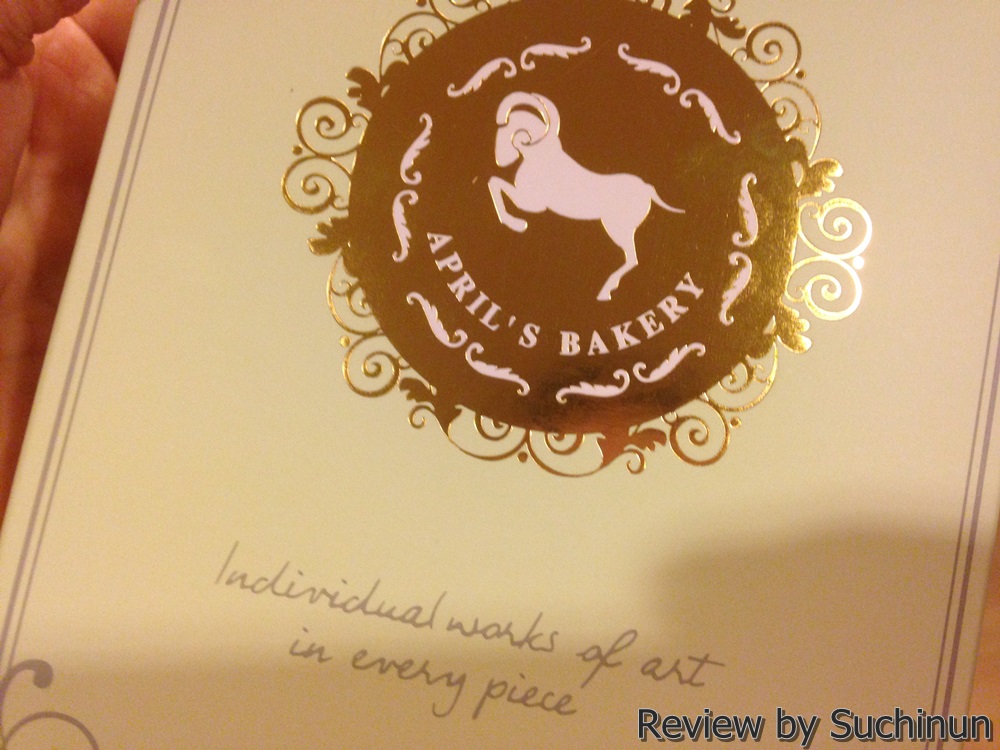 APRIL'S BAKERY
Individual works of art
in every piece
Review by Suchinun